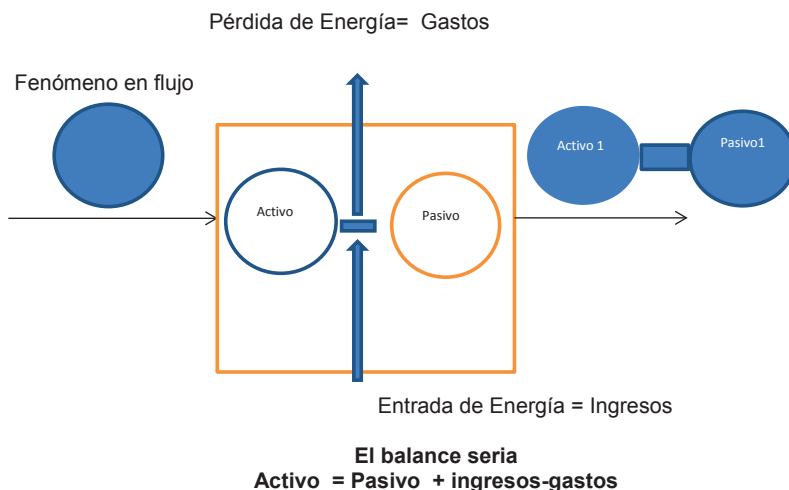 Pérdida de Energía= Gastos
Fenómeno en flujo
Activo 1
Pasivo1
Activo
Pasivo
Entrada de Energía = Ingresos
El balance seria
Activo = Pasivo + ingresos-gastos